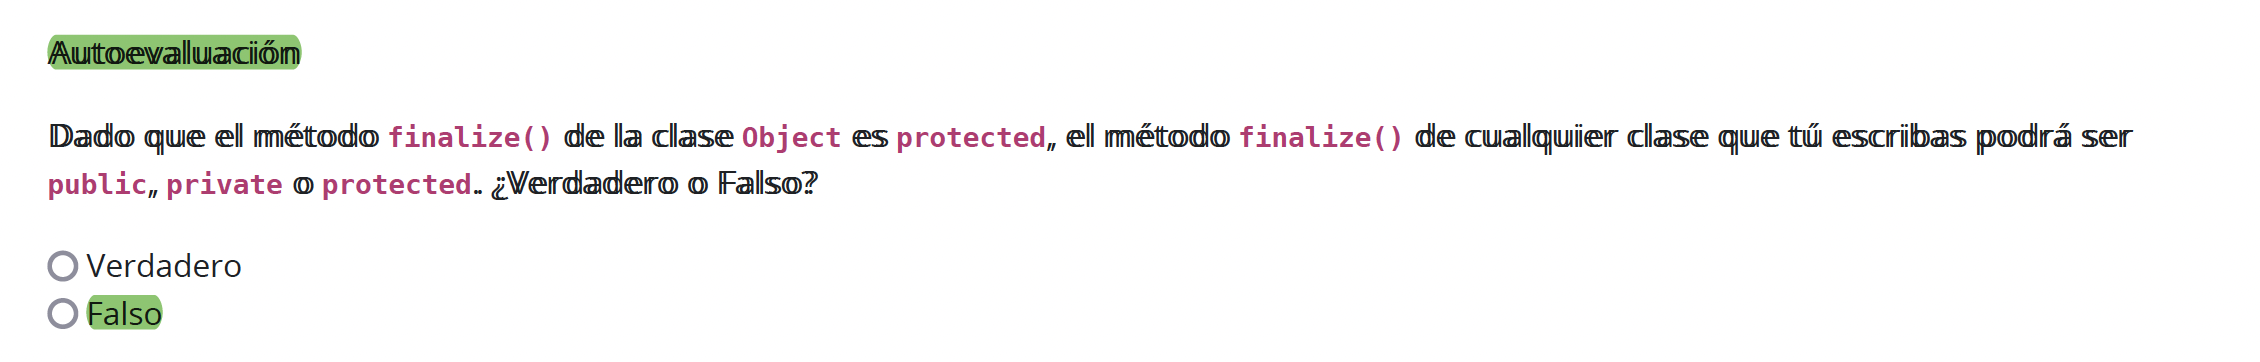 Autoevaluación
Dado que el método finalize() de la clase Object es protected, el método finalize() de cualquier clase que tú escribas podrá ser
public, private o protected. ¿Verdadero o Falso?
Verdadero
Falso